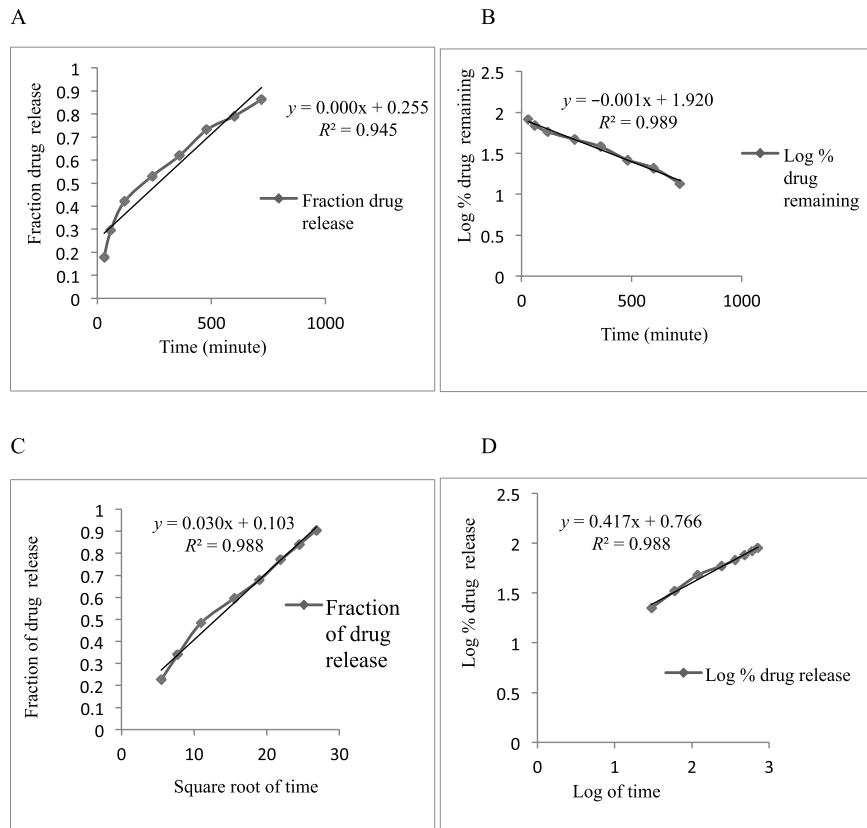 A
1
0.9
0.8
0.7
0.6
0.5
0.4
0.3
0.2
0.1
0
Fraction drug release
y = 0.000x + 0.255
R² = 0.945
Fraction drug
release
0
500
1000
Time (minute)
B
2.5
2
1.5
1
0.5
0
Log % drug remaining
y = −0.001x + 1.920
R² = 0.989
Log %
drug
remaining
0
500
1000
Time (minute)
C
1
0.9
0.8
0.7
0.6
0.5
0.4
0.3
0.2
0.1
0
Fraction of drug release
y = 0.030x + 0.103
R² = 0.988
Fraction
of drug
release
0
10
20
30
Square root of time
D
2.5
2
1.5
1
0.5
0
Log % drug release
y = 0.417x + 0.766
R² = 0.988
Log % drug release
0
1
2
3
Log of time